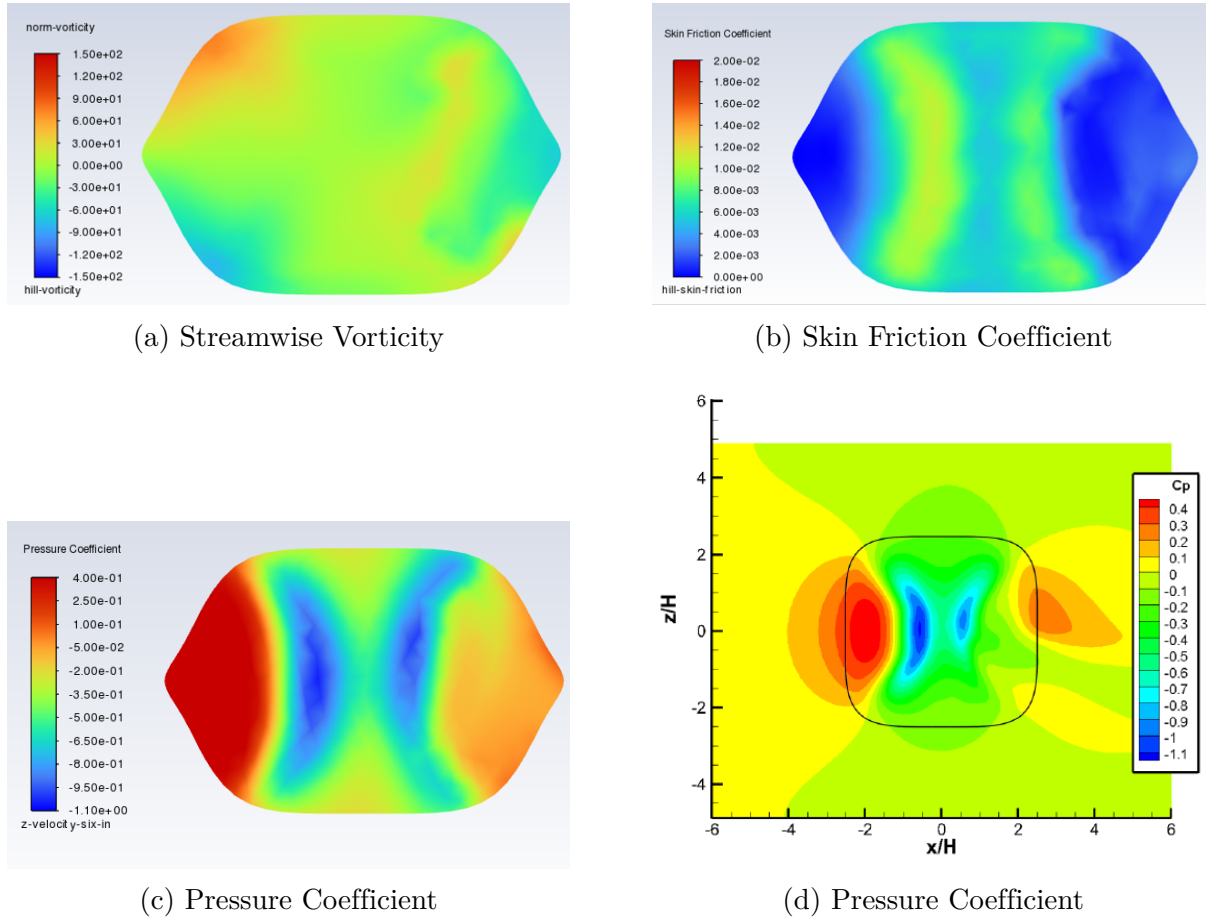 norm-vorticity
1.50e+02
1.20e+02
9.00e+01
6.00e+01
3.00e+01
0.00e+00
-3.00e+01
-6.00e+01
-9.00e+01
-1.20e+02
-1.50e+02
hill-vorticity
(a) Streamwise Vorticity
Skin Friction Coefficient
2.00e-02
1.80e-02
1.60e-02
1.40e-02
1.20e-02
1.00e-02
8.00e-03
6.00e-03
4.00e-03
2.00e-03
0.00e+00
hill-skin-friction
(b) Skin Friction Coefficient
Pressure Coefficient
4.00e-01
2.50e-01
1.00e-01
-5.00e-02
-2.00e-01
-3.50e-01
-5.00e-01
-6.50e-01
-8.00e-01
-9.50e-01
-1.10e+00
z-velocity-six-in
(c) Pressure Coefficient
6
4
2
0
-2
-4
z/H
-6 -4 -2 0 2 4 6
x/H
Cp
0.4
0.3
0.2
0.1
0
-0.1
-0.2
-0.3
-0.4
-0.5
-0.6
-0.7
-0.8
-0.9
-1
-1.1
(d) Pressure Coefficient